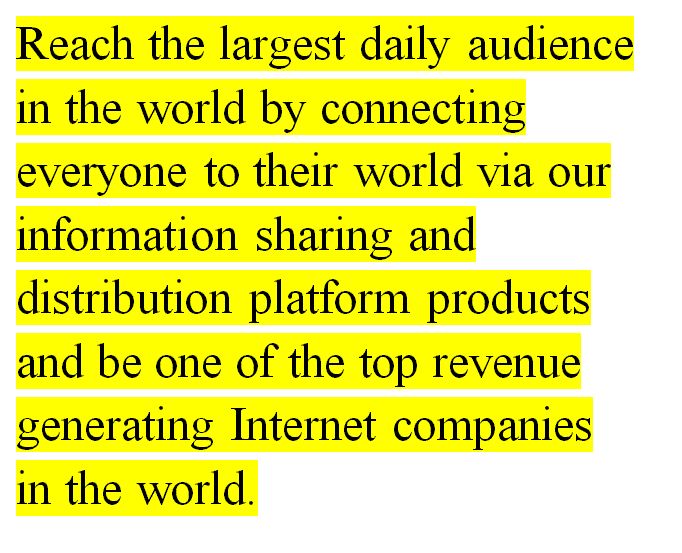 Reach the largest daily audience
in the world by connecting
everyone to their world via our
information sharing and
distribution platform products
and be one of the top revenue
generating Internet companies
in the world.